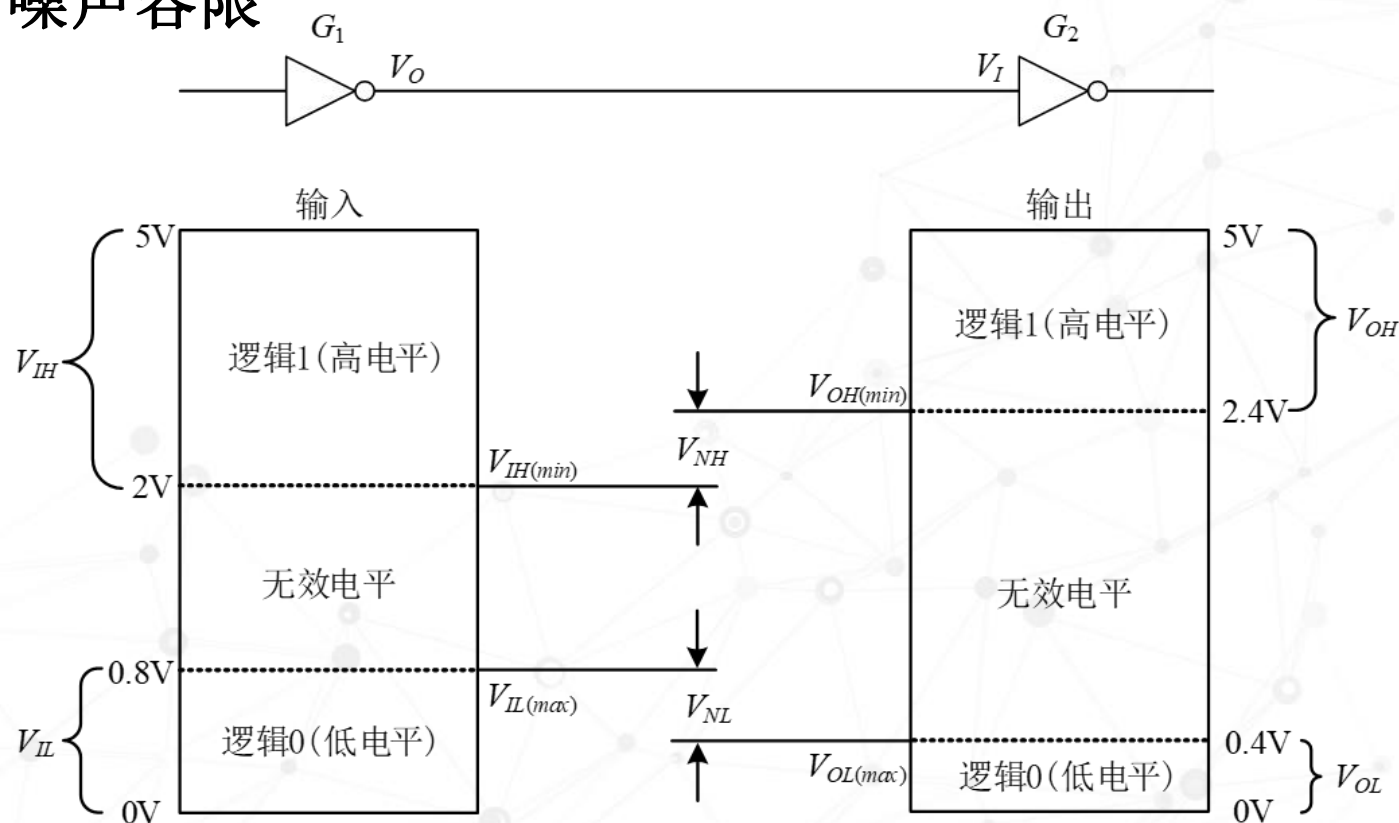 噪声容限
G1
G2
VO
VI
输入
输出
5V
5V
逻辑1(高电平)
逻辑1(高电平)
VOH
VIH
VOH(min)
2.4V
VNH
VIH(min)
2V
无效电平
无效电平
0.8V
VIL(max)
VNL
VIL
逻辑0(低电平)
0.4V
VOL(max)
逻辑0(低电平)
VOL
0V
0V